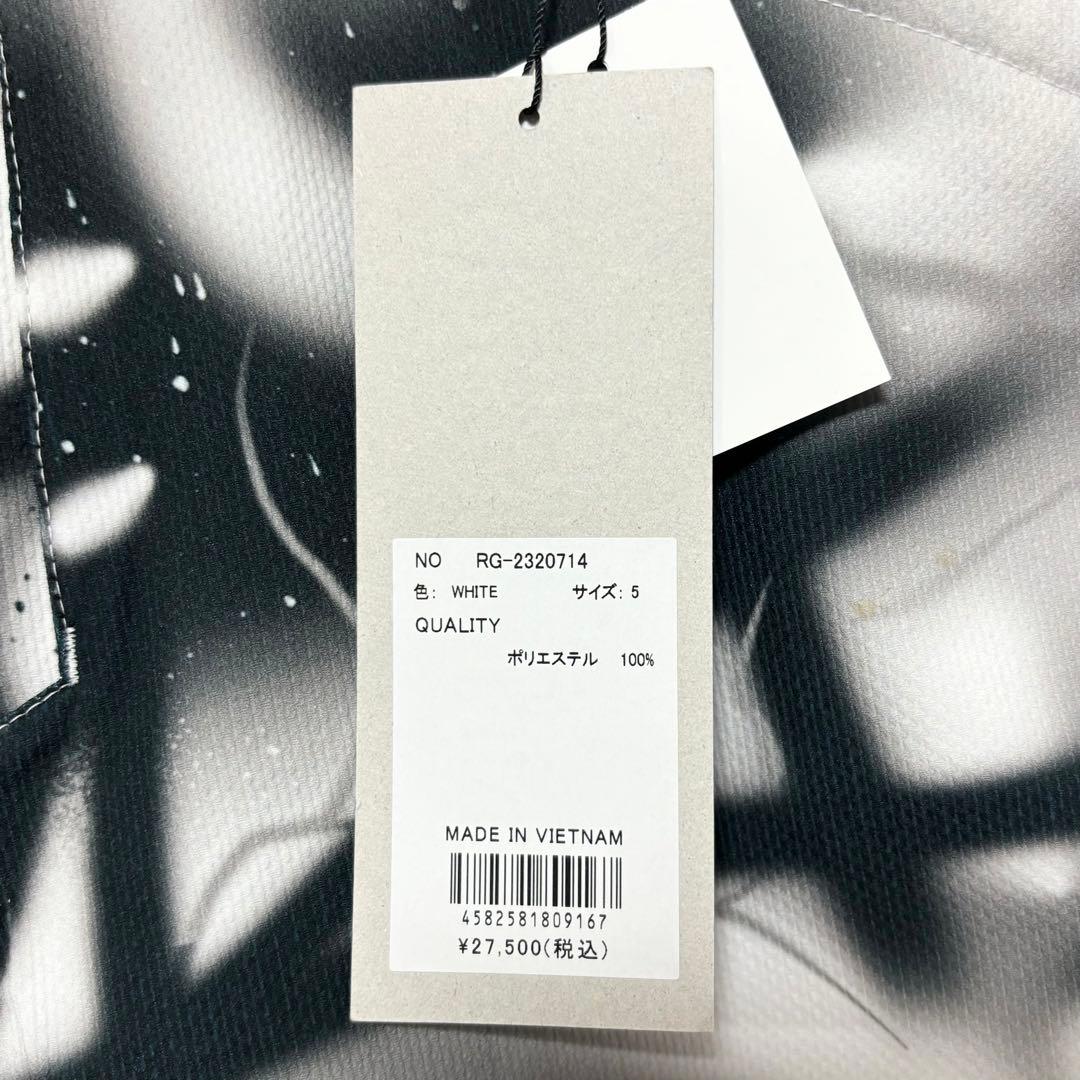 NO RG-2320714
色: WHITE サイズ: 5
QUALITY
ポリエステル 100%
MADE IN VIETNAM
4582581809167
¥27,500(税込)